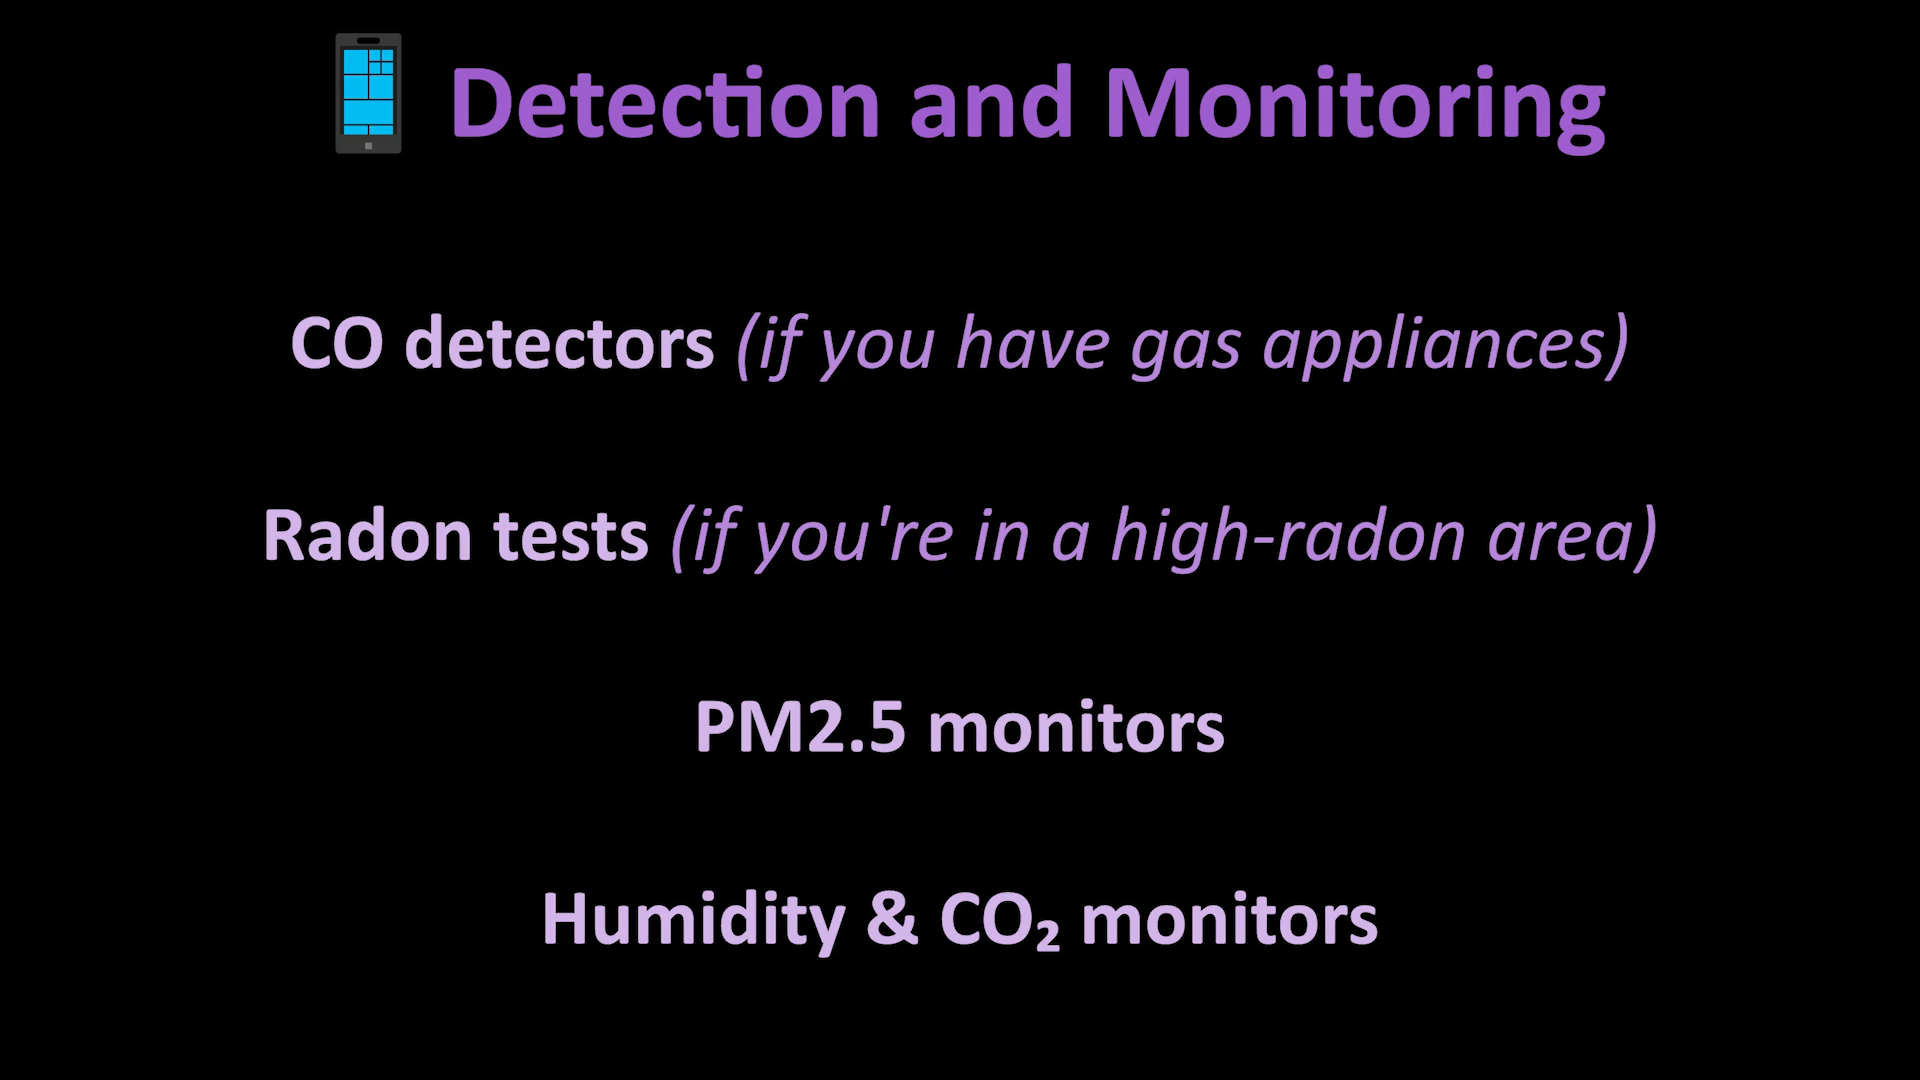 Detection and Monitoring
CO detectors (if you have gas appliances)
Radon tests (if you're in a high-radon area)
PM2.5 monitors
Humidity & CO₂ monitors